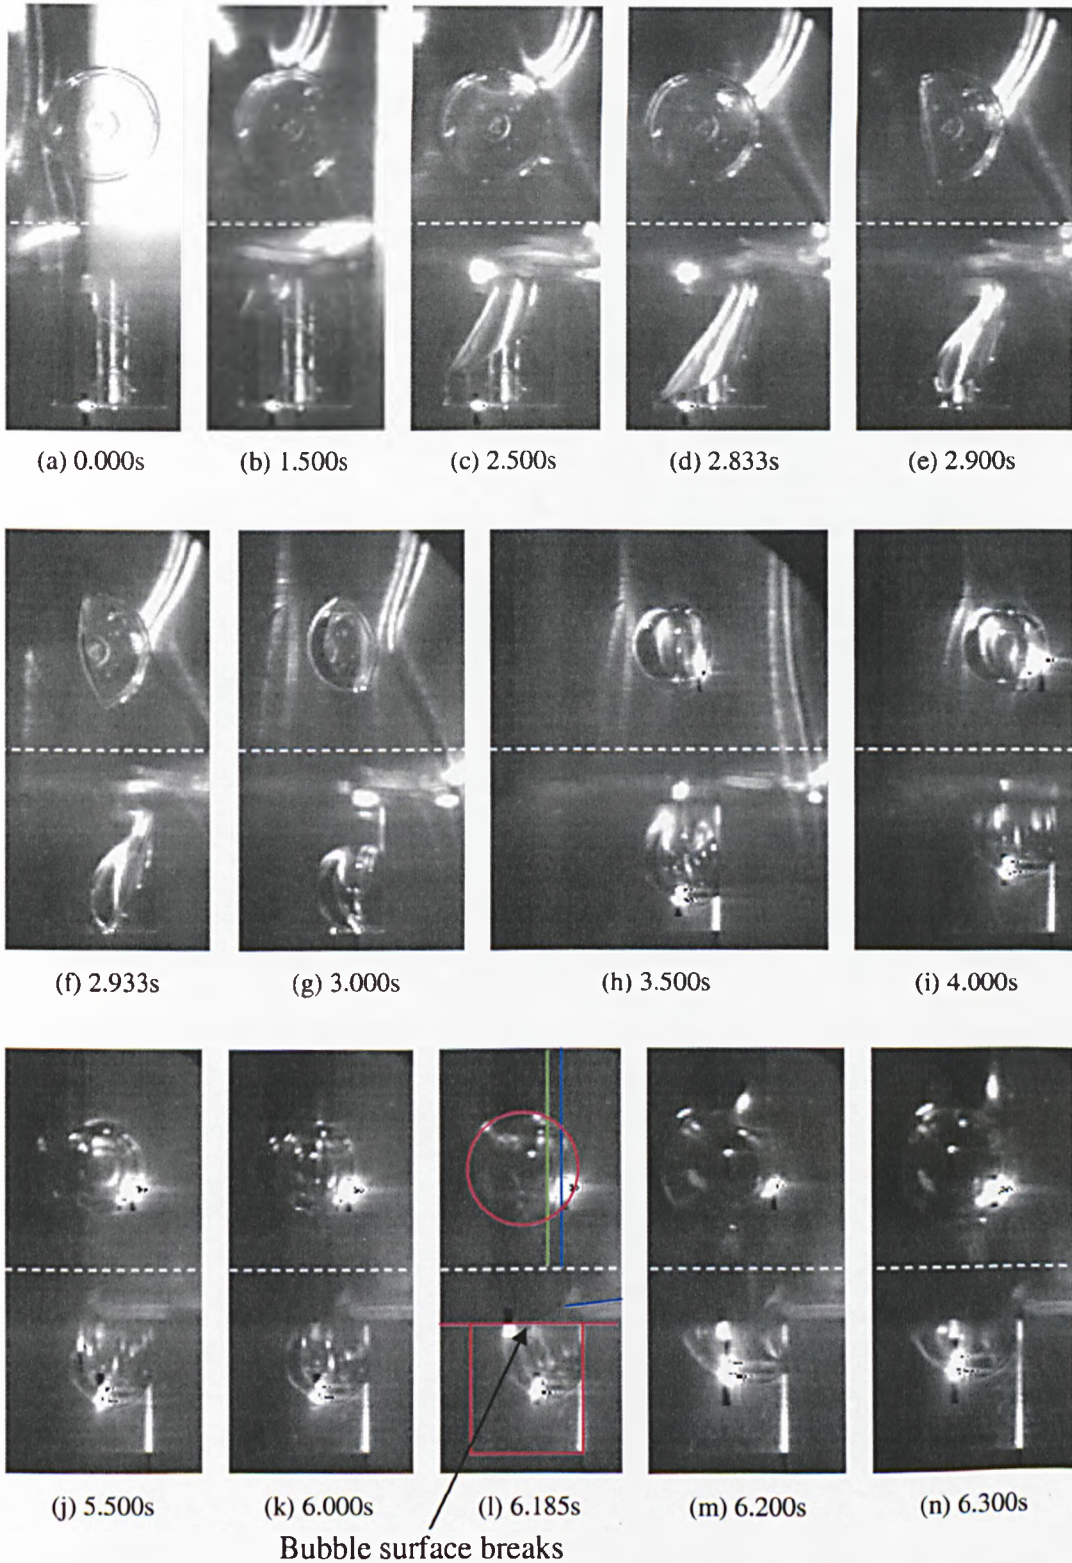 (a) 0.000s
(b) 1.500s
(c) 2.500s
(d) 2.833s
(e) 2.900s
(f) 2.933s
(g) 3.000s
(h) 3.500s
(i) 4.000s
(j) 5.500s
(k) 6.000s
(l) 6.185s
(m) 6.200s
(n) 6.300s
Bubble surface breaks